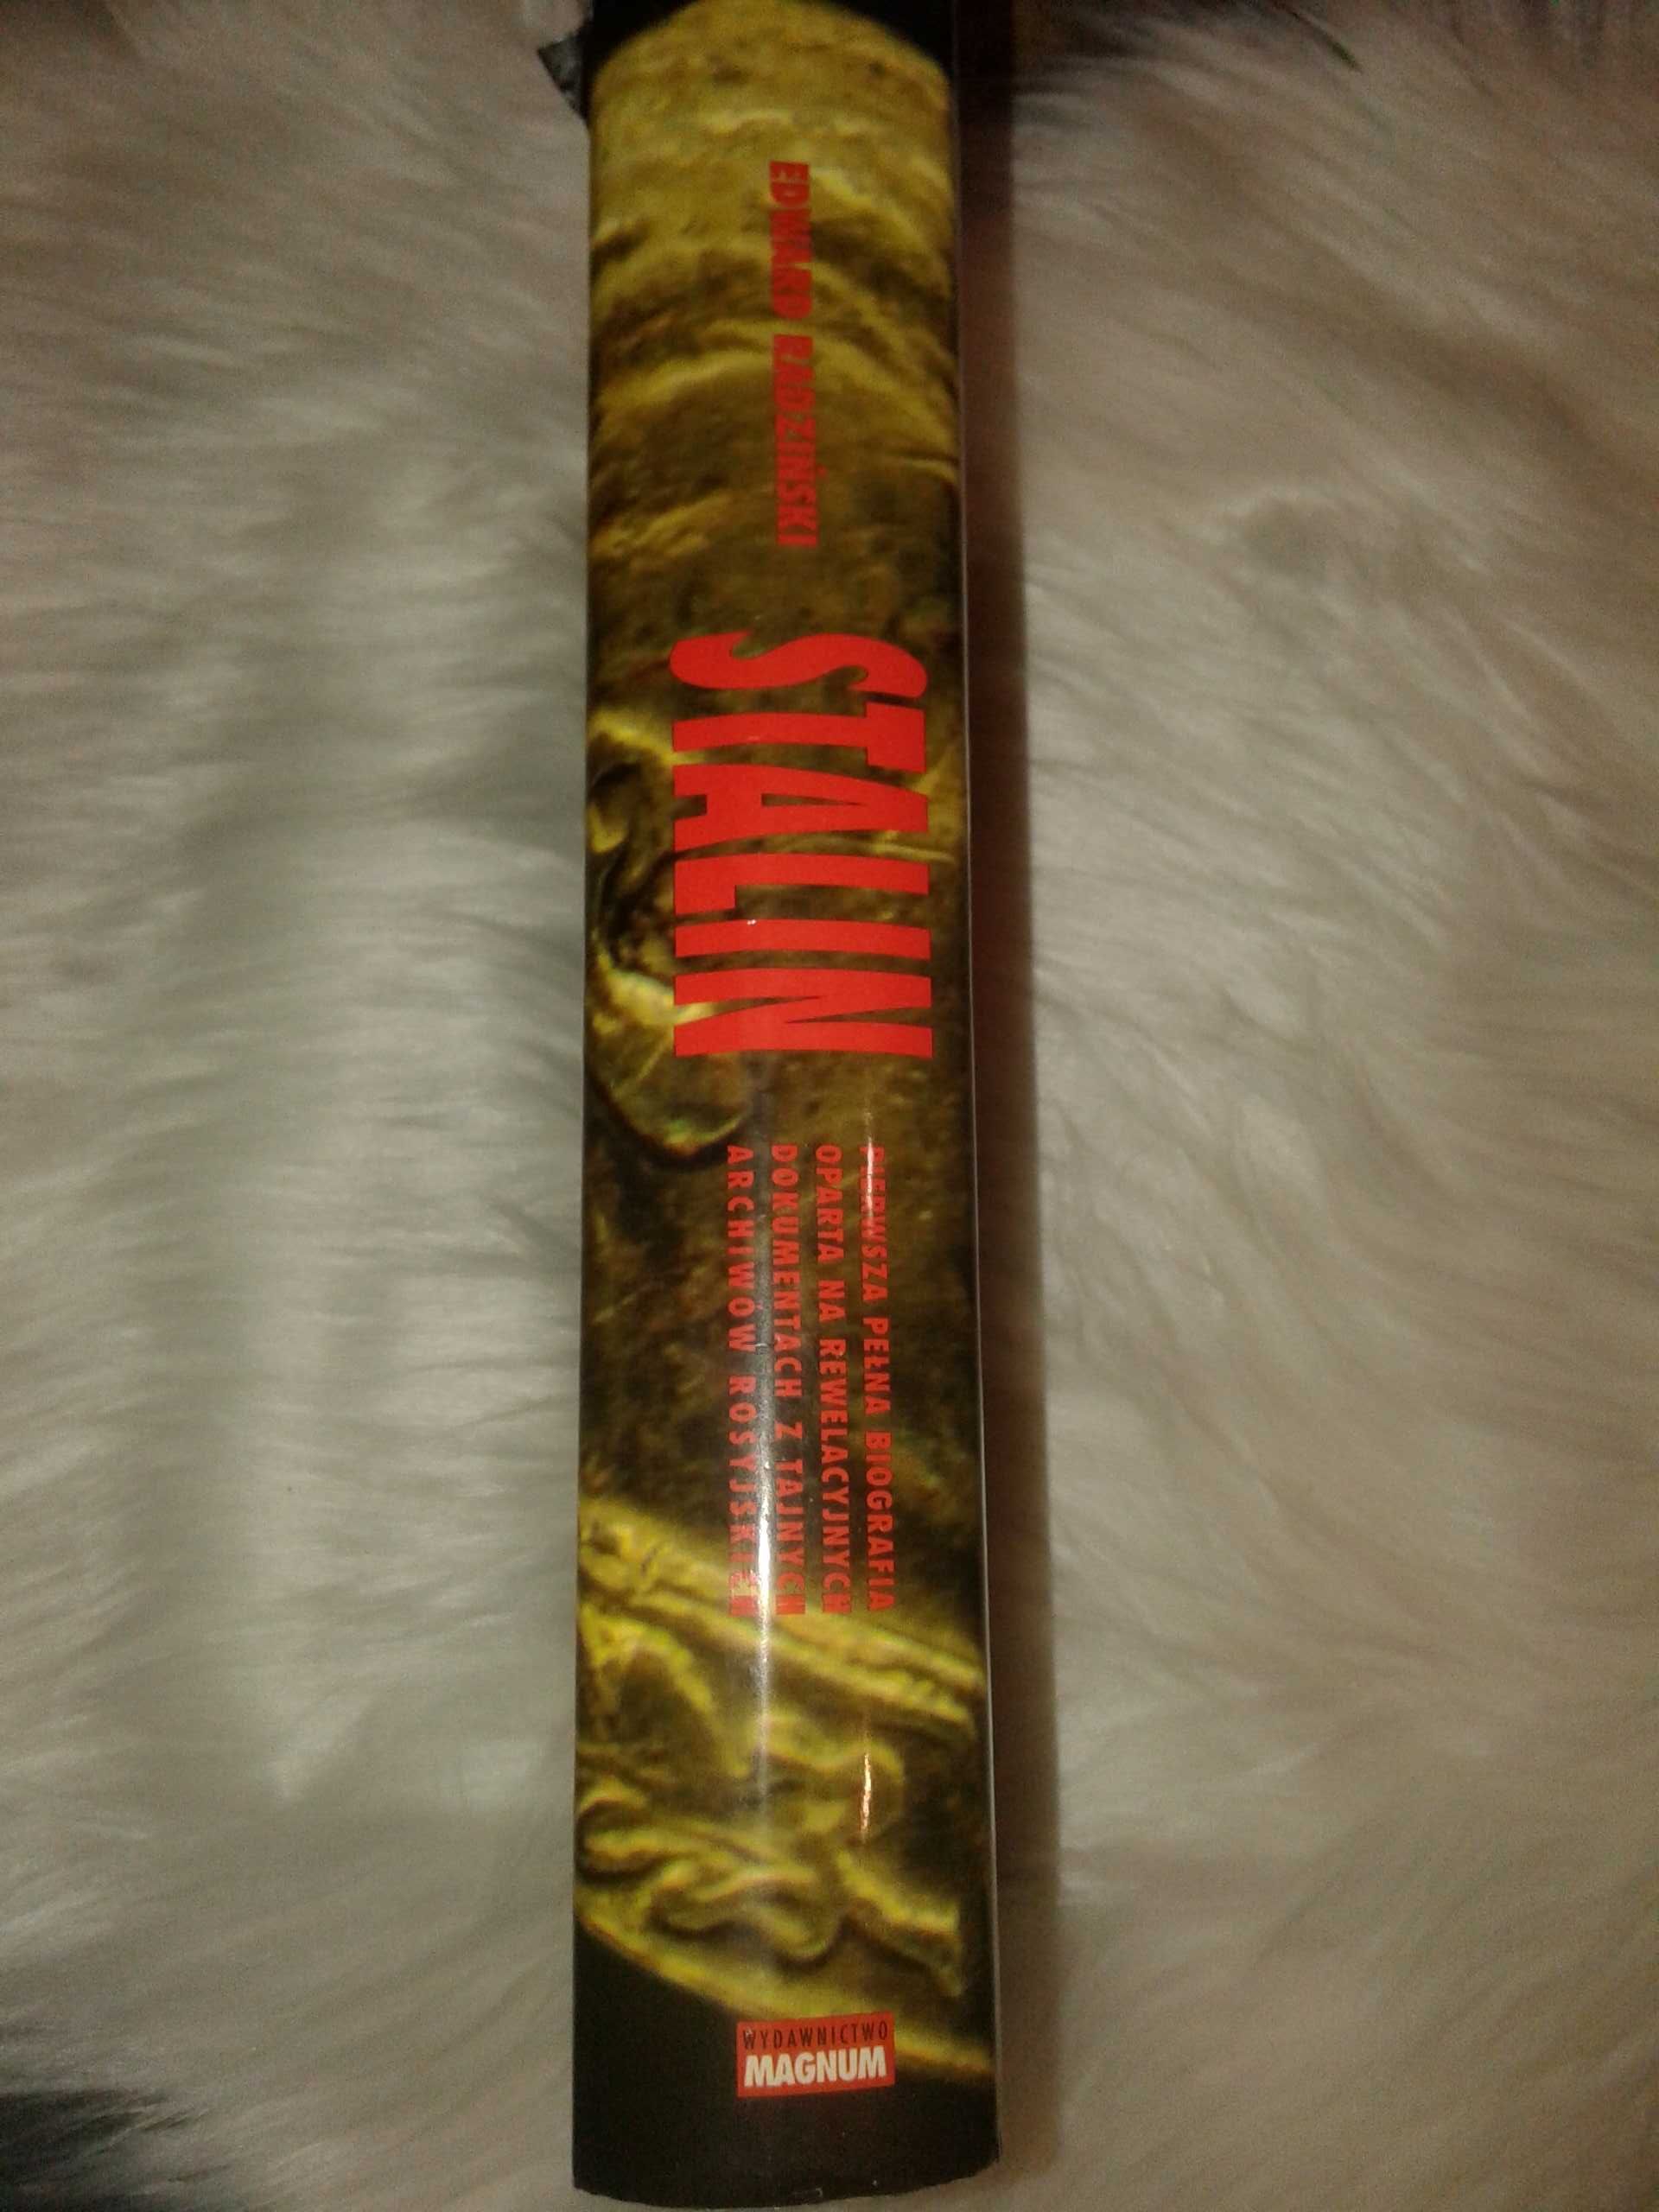 EDWARD RADZIŃSKI
STALIN
PIERWSZA PEŁNA BIOGRAFIA
OPARTA NA REWELACYJNYCH
DOKUMENTACH Z TAJNYCH
ARCHIWÓW ROSYJSKICH
WYDAWNICTWO
MAGNUM